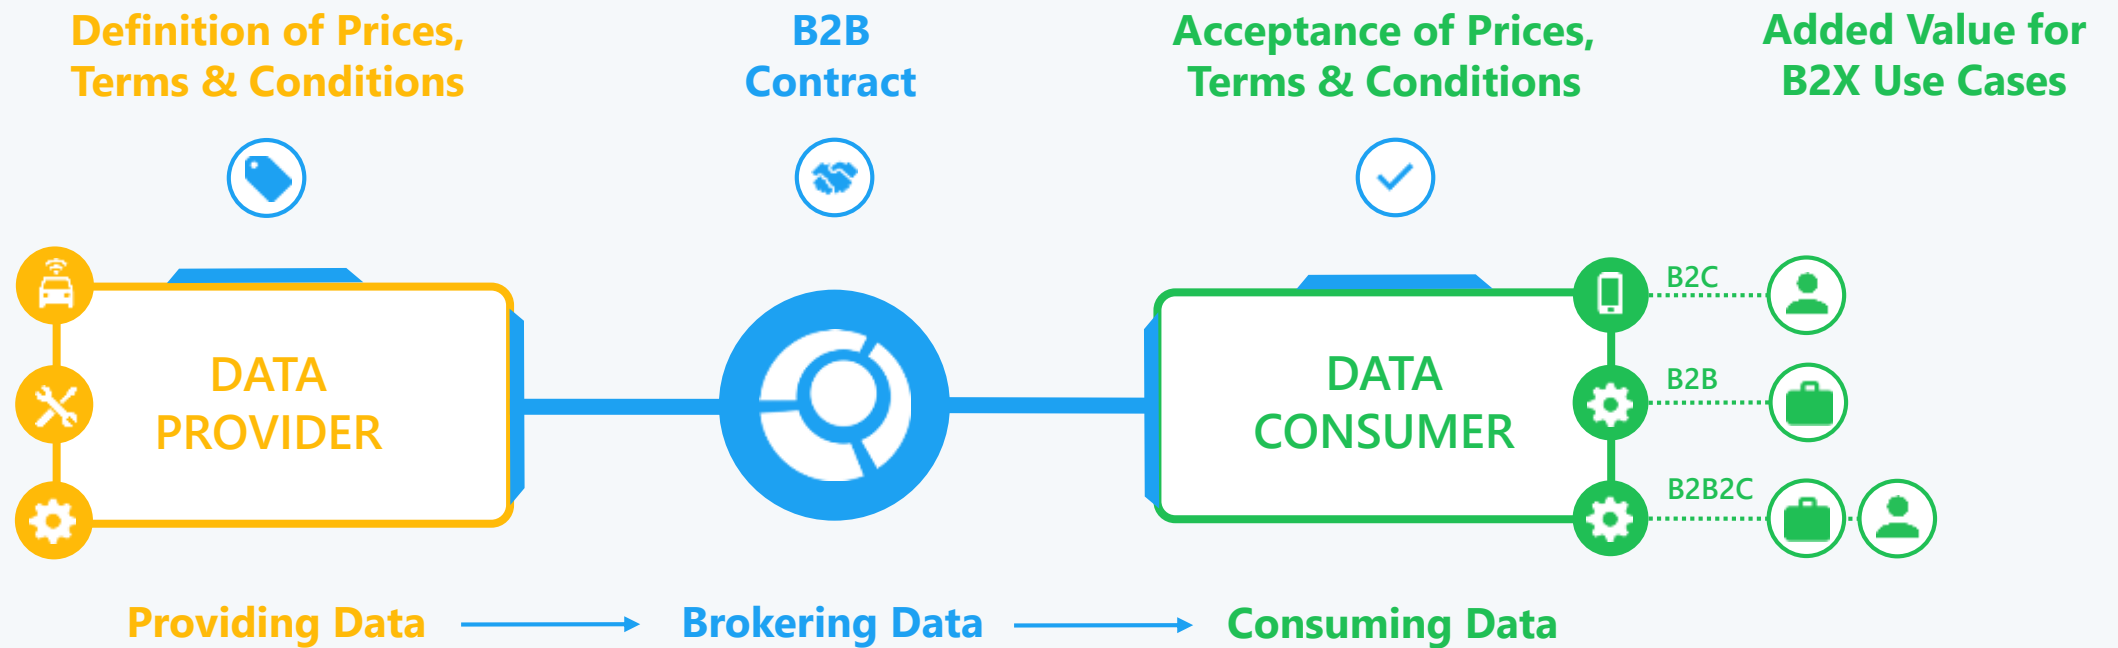 Definition of Prices,
Terms & Conditions
B2B
Contract
Acceptance of Prices,
Terms & Conditions
Added Value for
B2X Use Cases
DATA
PROVIDER
DATA
CONSUMER
B2C
B2B
B2B2C
Providing Data
Brokering Data
Consuming Data